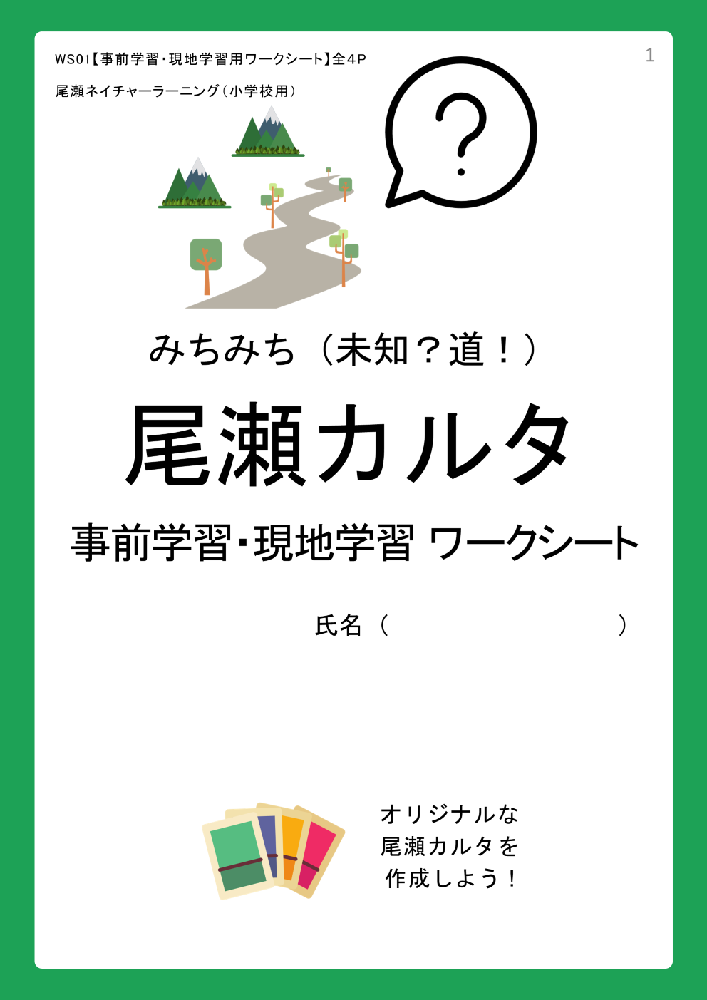 WS01【事前学習・現地学習用ワークシート】全4P
1
尾瀬ネイチャーラーニング（小学校用）
みちみち（未知？道！）
尾瀬カルタ
事前学習・現地学習 ワークシート
氏名（　　　　　　　　　）
オリジナルな
尾瀬カルタを
作成しよう！